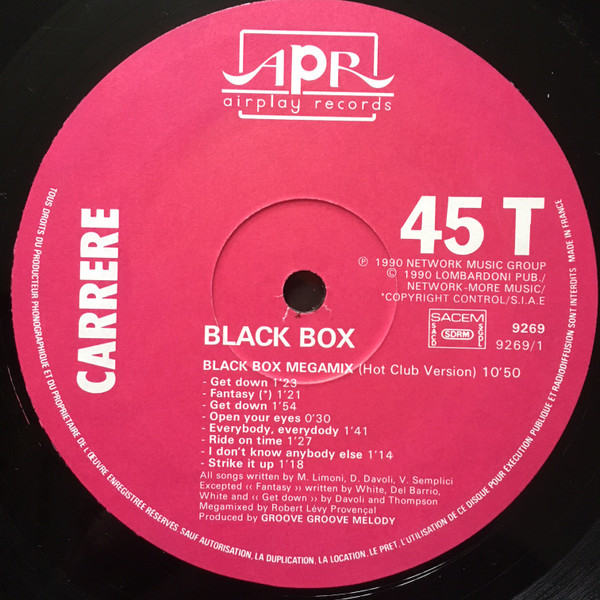 APR
airplay records
CARRERE
45 T
℗ 1990 NETWORK MUSIC GROUP
© 1990 LOMBARDONI PUB./
NETWORK-MORE MUSIC/
*COPYRIGHT CONTROL/S.I.A.E
SACEM
SACD
SDRM
SCGL
9269
9269/1
BLACK BOX
BLACK BOX MEGAMIX (Hot Club Version) 10'50
- Get down 1'23
- Fantasy (*) 1'21
- Get down 1'54
- Open your eyes 0'30
- Everybody, everydody 1'41
- Ride on time 1'27
- I don't know anybody else 1'14
- Strike it up 1'18
All songs written by M. Limoni, D. Davoli, V. Semplici
Excepted ‹‹ Fantasy ›› written by White, Del Barrio,
White and ‹‹ Get down ›› by Davoli and Thompson
Megamixed by Robert Lévy Provençal
Produced by GROOVE GROOVE MELODY
TOUS DROITS DU PRODUCTEUR PHONOGRAPHIQUE ET DU PROPRIETAIRE DE L'ŒUVRE ENREGISTREE RESERVES. SAUF AUTORISATION, LA DUPLICATION, LA LOCATION, LE PRET, L'UTILISATION DE CE DISQUE POUR EXECUTION PUBLIQUE ET RADIODIFFUSION SONT INTERDITS MADE IN FRANCE